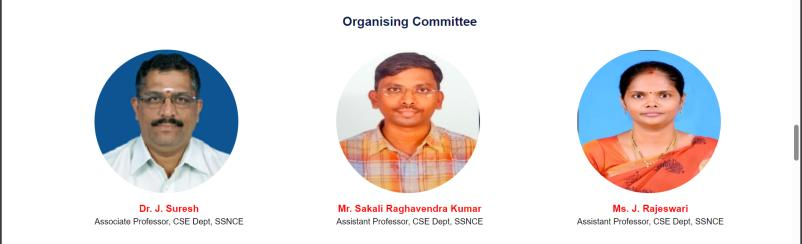 Organising Committee
Dr. J. Suresh
Associate Professor, CSE Dept, SSNCE
Mr. Sakali Raghavendra Kumar
Assistant Professor, CSE Dept, SSNCE
Ms. J. Rajeswari
Assistant Professor, CSE Dept, SSNCE